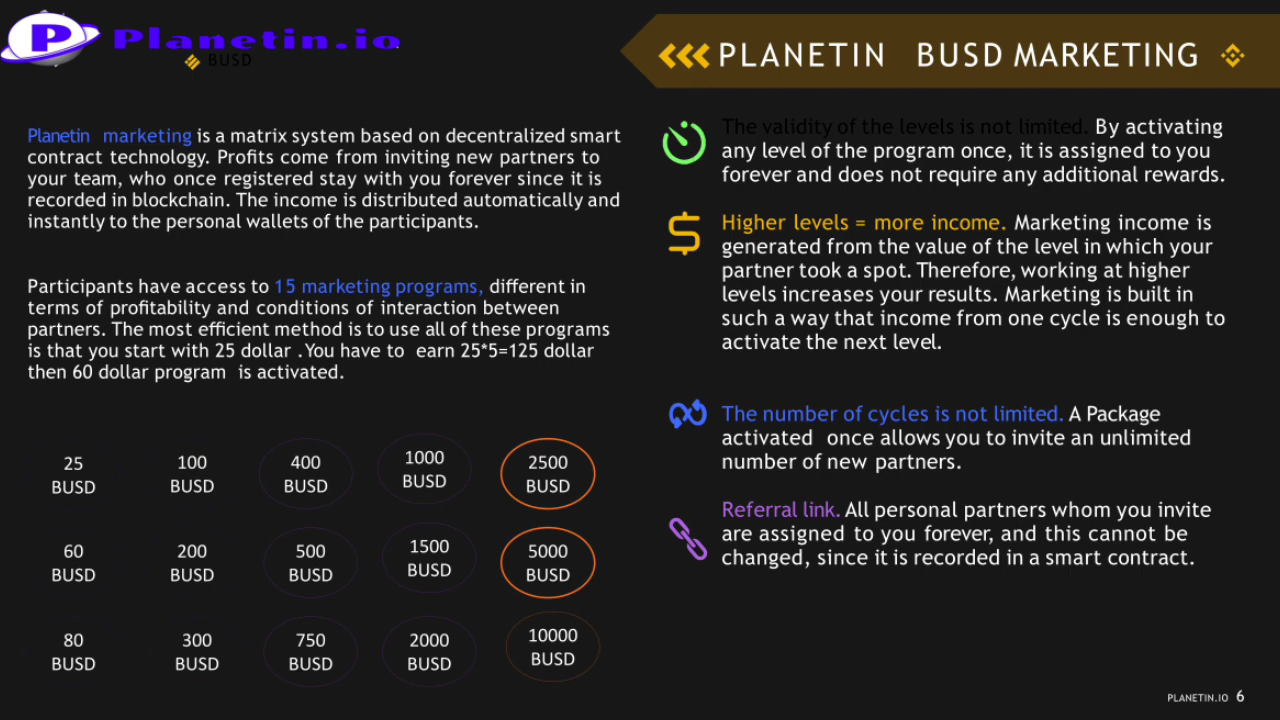 P Planetin.io
BUSD
PLANETIN BUSD MARKETING
Planetin marketing is a matrix system based on decentralized smart
contract technology. Profits come from inviting new partners to
your team, who once registered stay with you forever since it is
recorded in blockchain. The income is distributed automatically and
instantly to the personal wallets of the participants.
Participants have access to 15 marketing programs, different in
terms of profitability and conditions of interaction between
partners. The most efficient method is to use all of these programs
is that you start with 25 dollar .You have to earn 25*5=125 dollar
then 60 dollar program is activated.
25
BUSD
100
BUSD
400
BUSD
1000
BUSD
2500
BUSD
60
BUSD
200
BUSD
500
BUSD
1500
BUSD
5000
BUSD
80
BUSD
300
BUSD
750
BUSD
2000
BUSD
10000
BUSD
The validity of the levels is not limited. By activating
any level of the program once, it is assigned to you
forever and does not require any additional rewards.
Higher levels = more income. Marketing income is
generated from the value of the level in which your
partner took a spot. Therefore, working at higher
levels increases your results. Marketing is built in
such a way that income from one cycle is enough to
activate the next level.
The number of cycles is not limited. A Package
activated once allows you to invite an unlimited
number of new partners.
Referral link. All personal partners whom you invite
are assigned to you forever, and this cannot be
changed, since it is recorded in a smart contract.
PLANETIN.IO 6